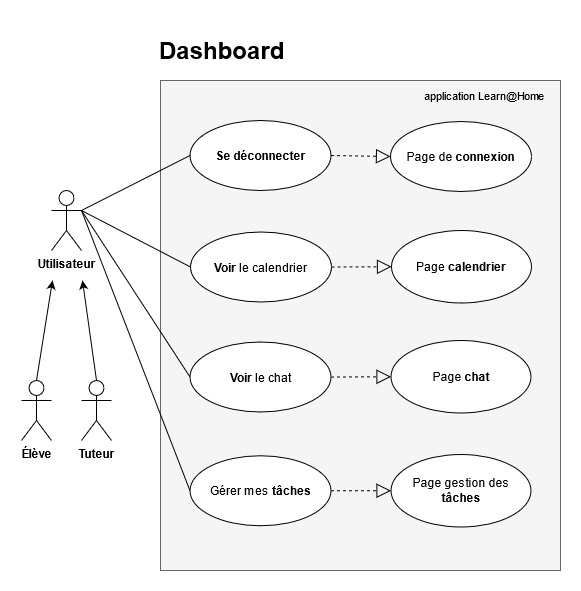 Dashboard
application Learn@Home
Se déconnecter
Page de connexion
Utilisateur
Voir le calendrier
Page calendrier
Voir le chat
Page chat
Élève
Tuteur
Gérer mes tâches
Page gestion des
tâches